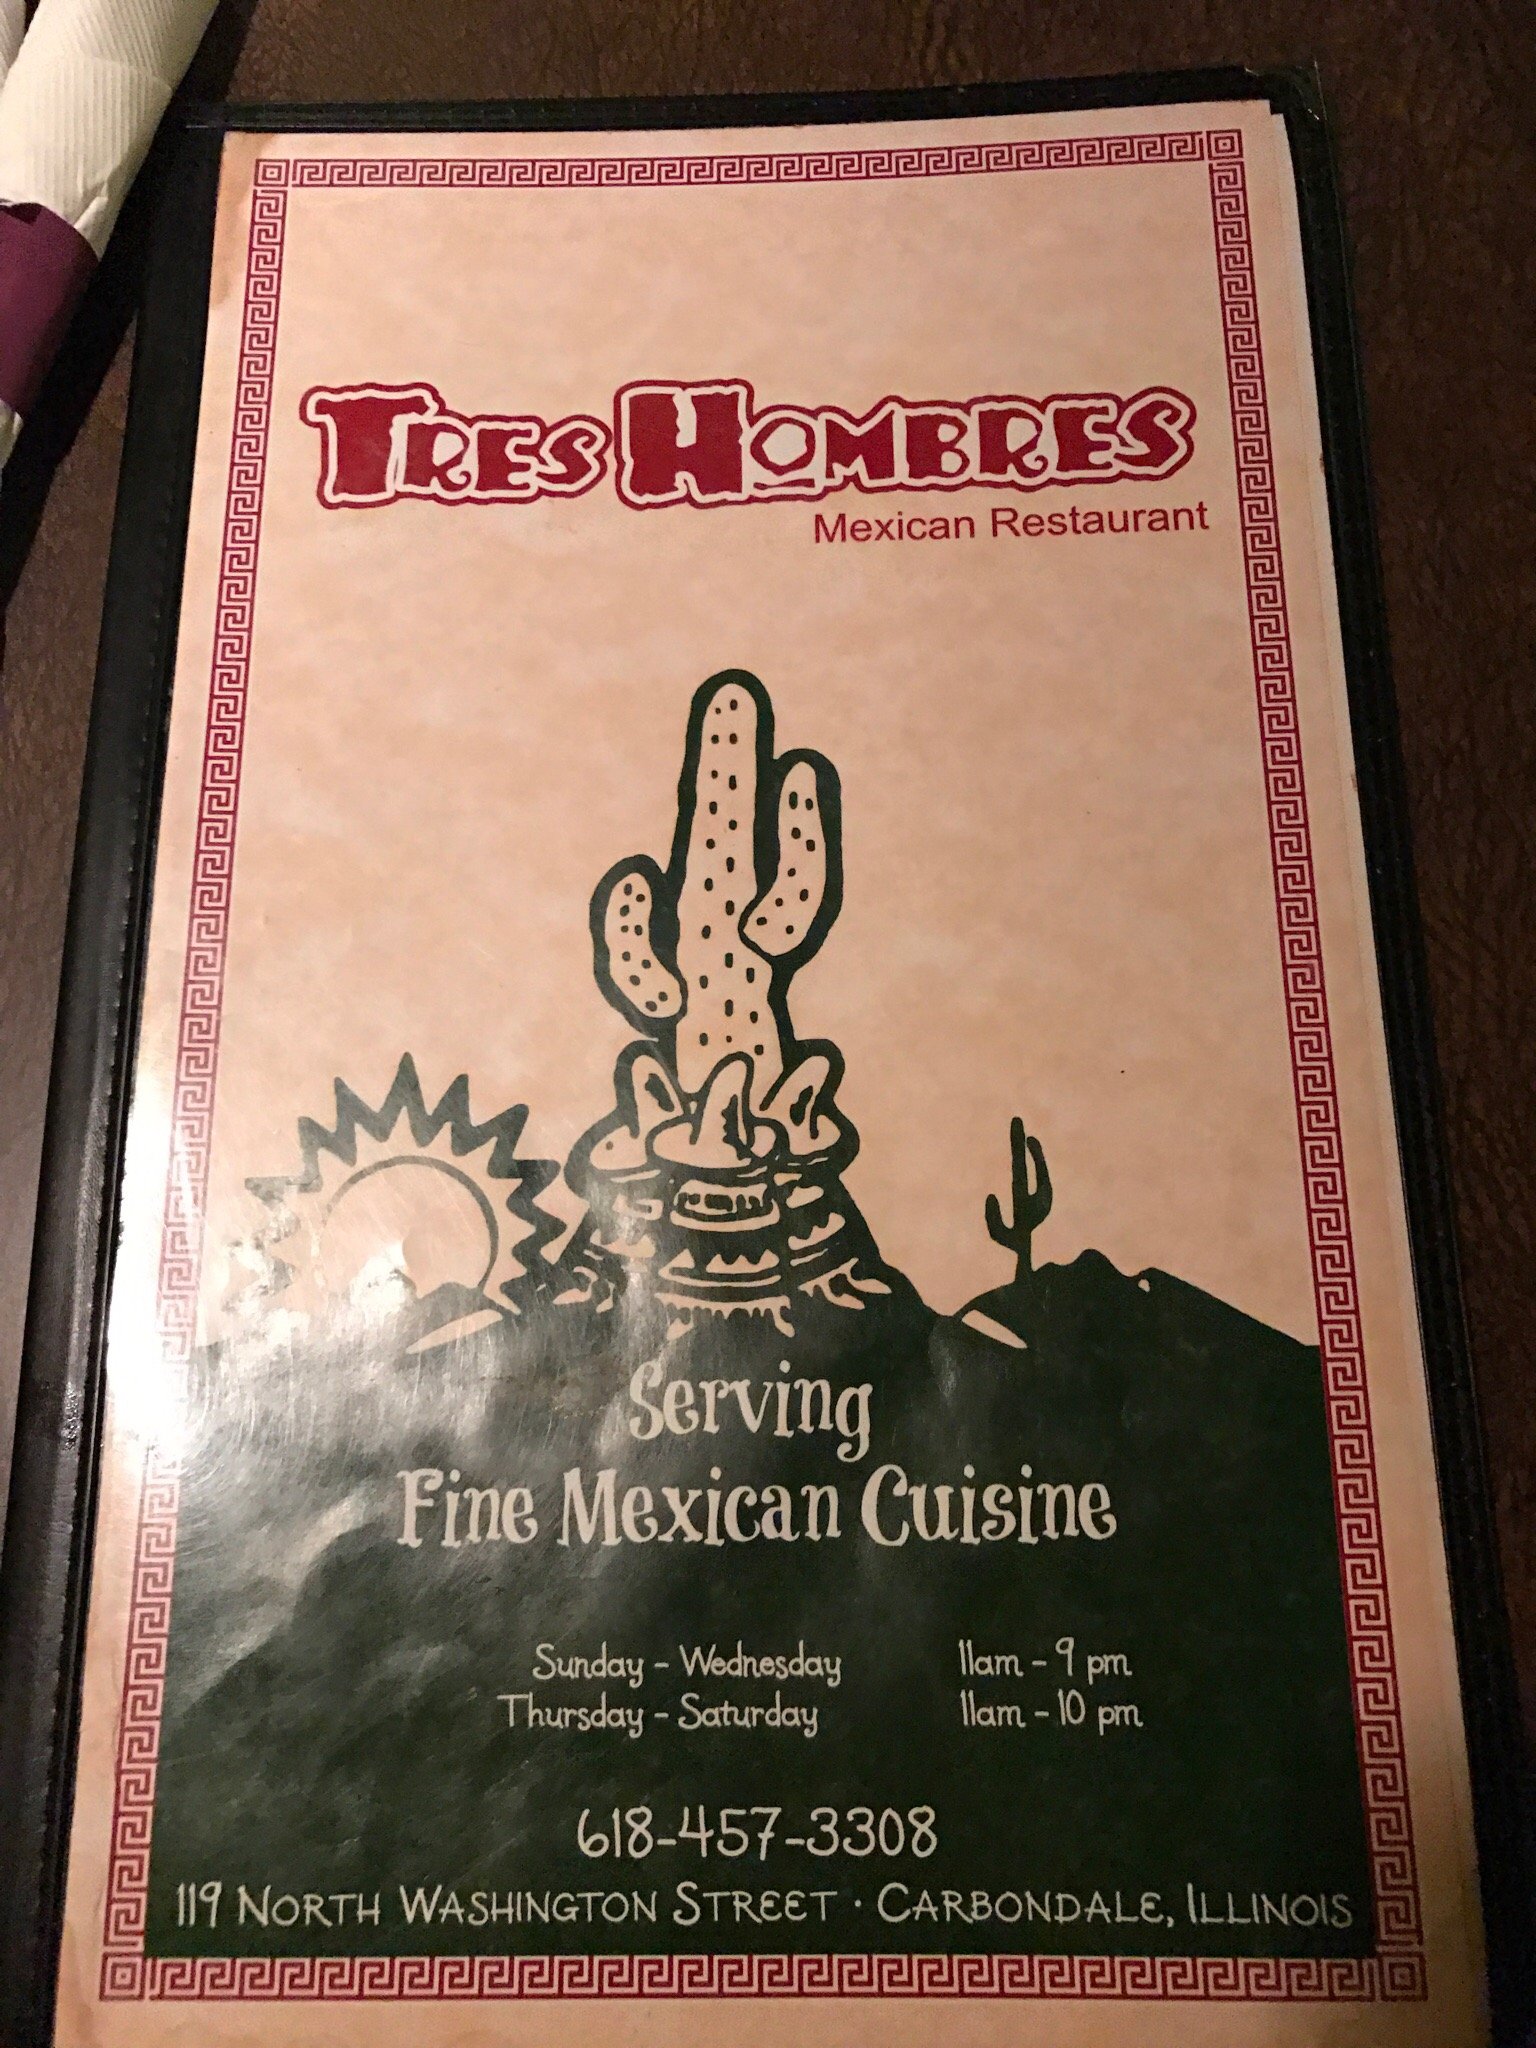 TRES HOMBRES
Mexican Restaurant
Serving
Fine Mexican Cuisine
Sunday - Wednesday 11am - 9 pm
Thursday - Saturday 11am - 10 pm
618-457-3308
119 NORTH WASHINGTON STREET · CARBONDALE, ILLINOIS